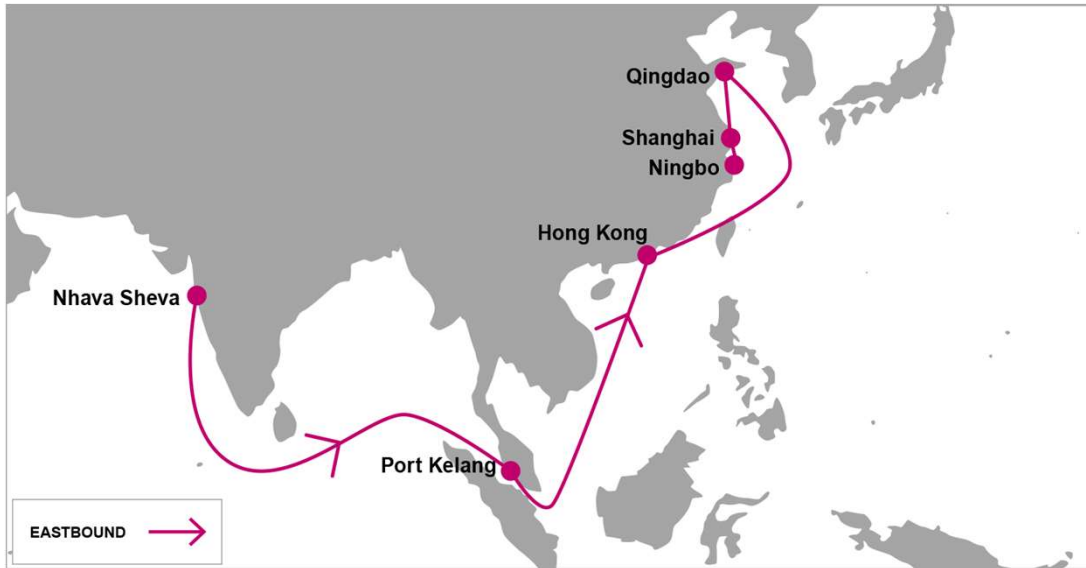 Qingdao
Shanghai
Ningbo
Hong Kong
Nhava Sheva
Port Kelang
EASTBOUND